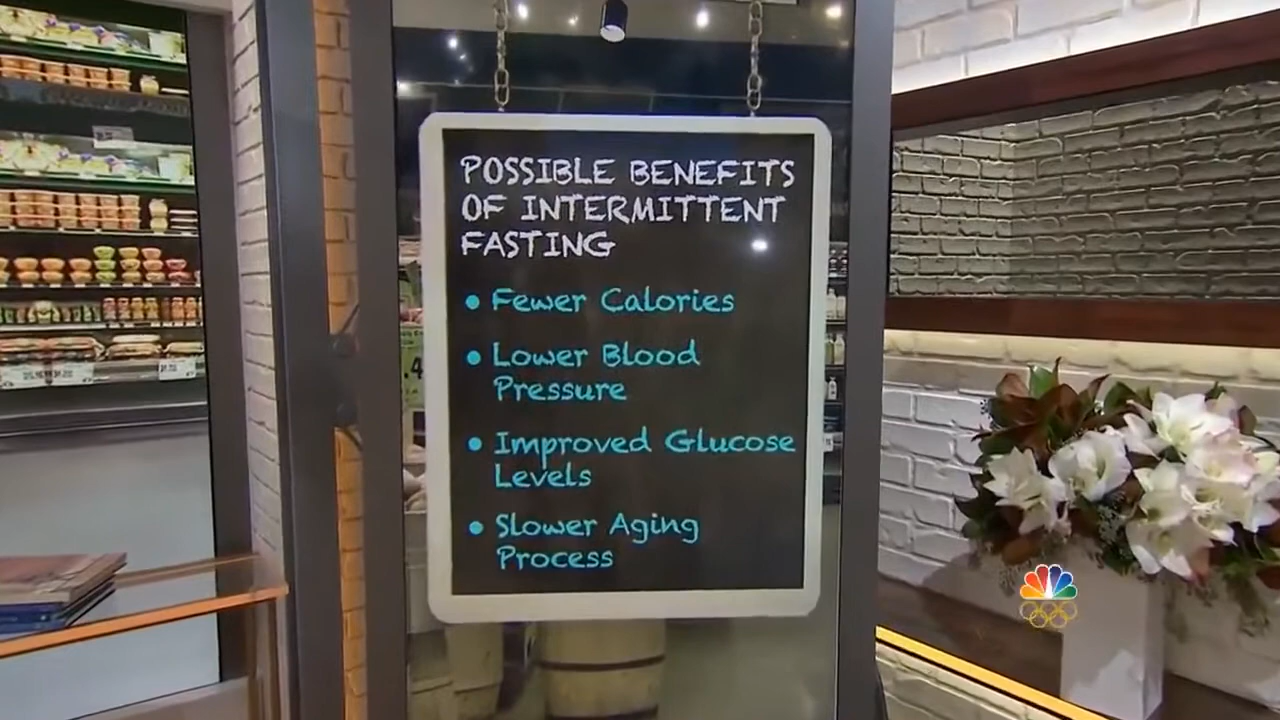 POSSIBLE BENEFITS
OF INTERMITTENT
FASTING
• Fewer Calories
• Lower Blood
Pressure
• Improved Glucose
Levels
• Slower Aging
Process